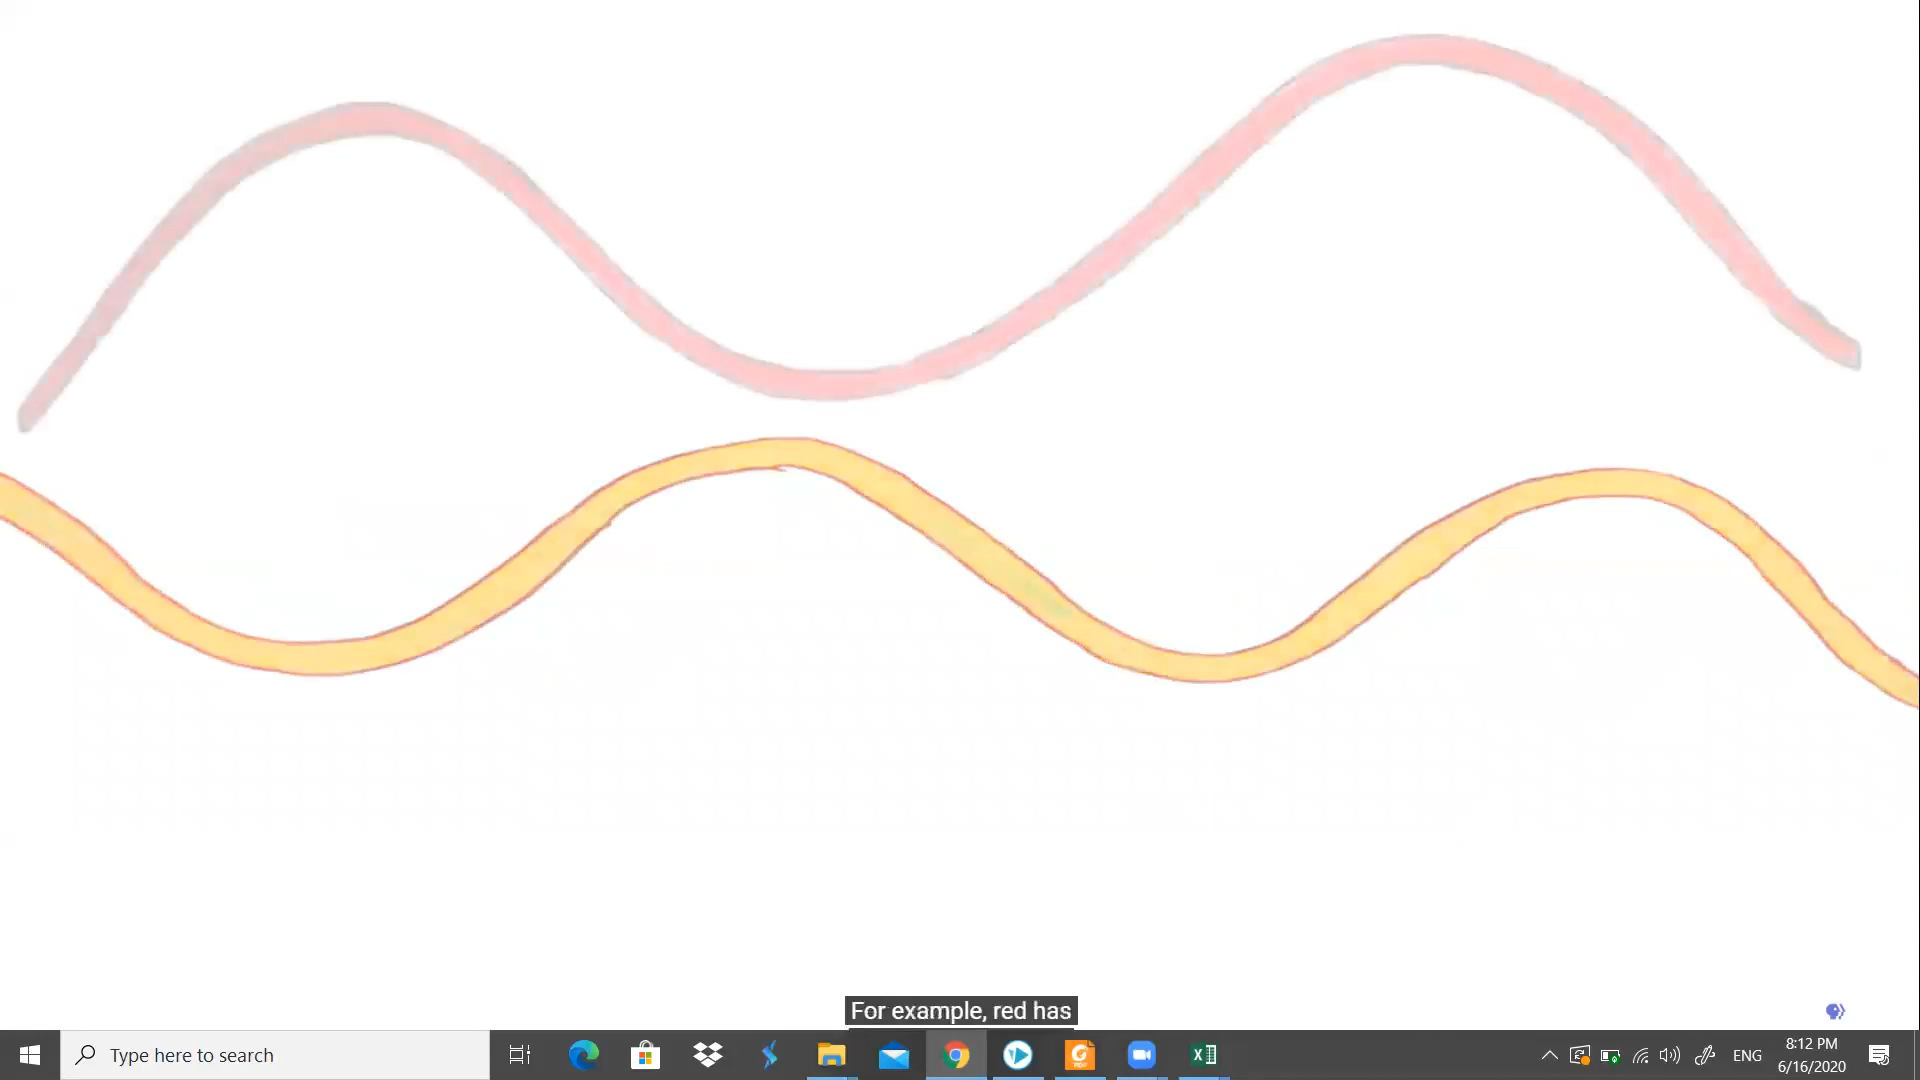 For example, red has
Type here to search
ENG
8:12 PM
6/16/2020